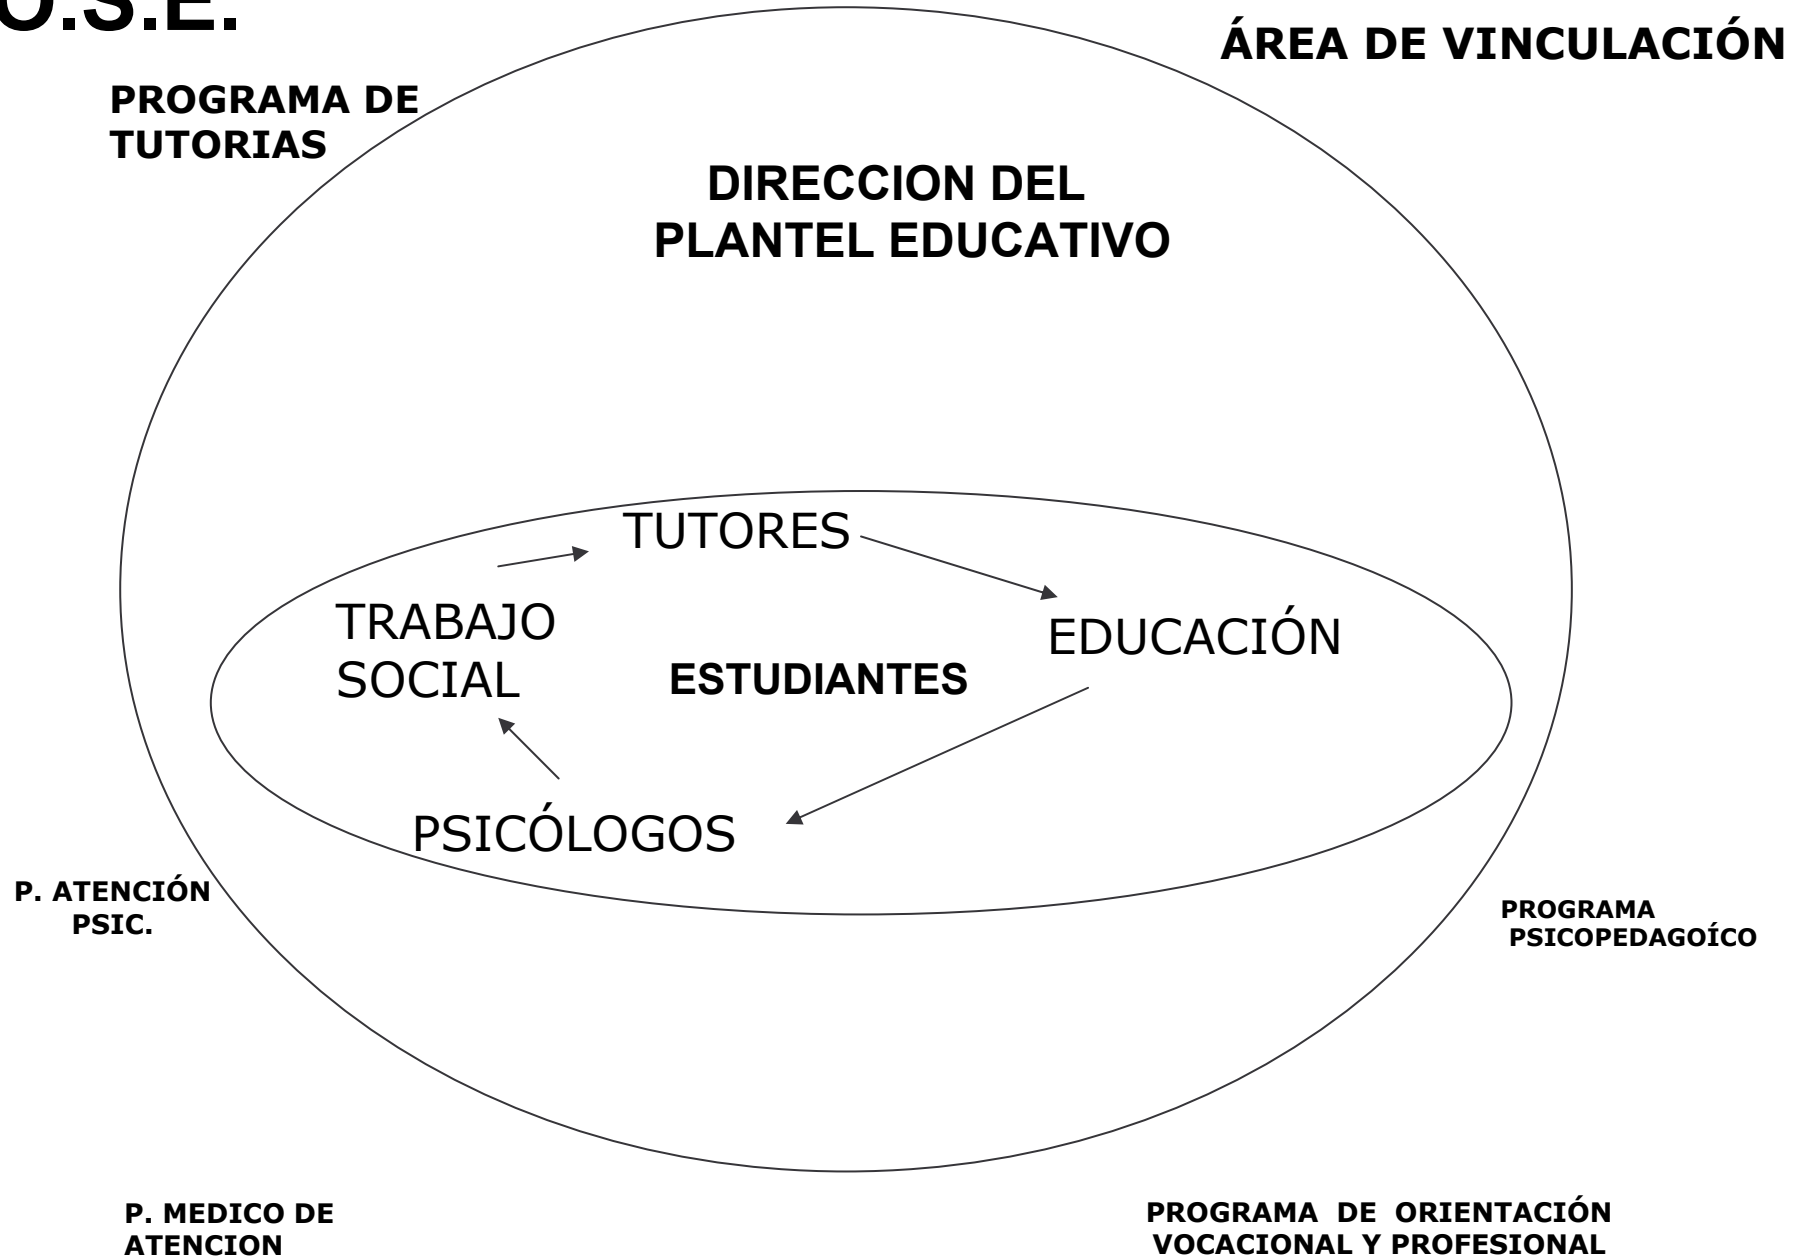 U.S.E.
ÁREA DE VINCULACIÓN
PROGRAMA DE
TUTORIAS
DIRECCION DEL
PLANTEL EDUCATIVO
TUTORES
TRABAJO
SOCIAL
EDUCACIÓN
ESTUDIANTES
PSICÓLOGOS
P. ATENCIÓN
PSIC.
PROGRAMA
PSICOPEDAGOÍCO
P. MEDICO DE
ATENCION
PROGRAMA DE ORIENTACIÓN
VOCACIONAL Y PROFESIONAL